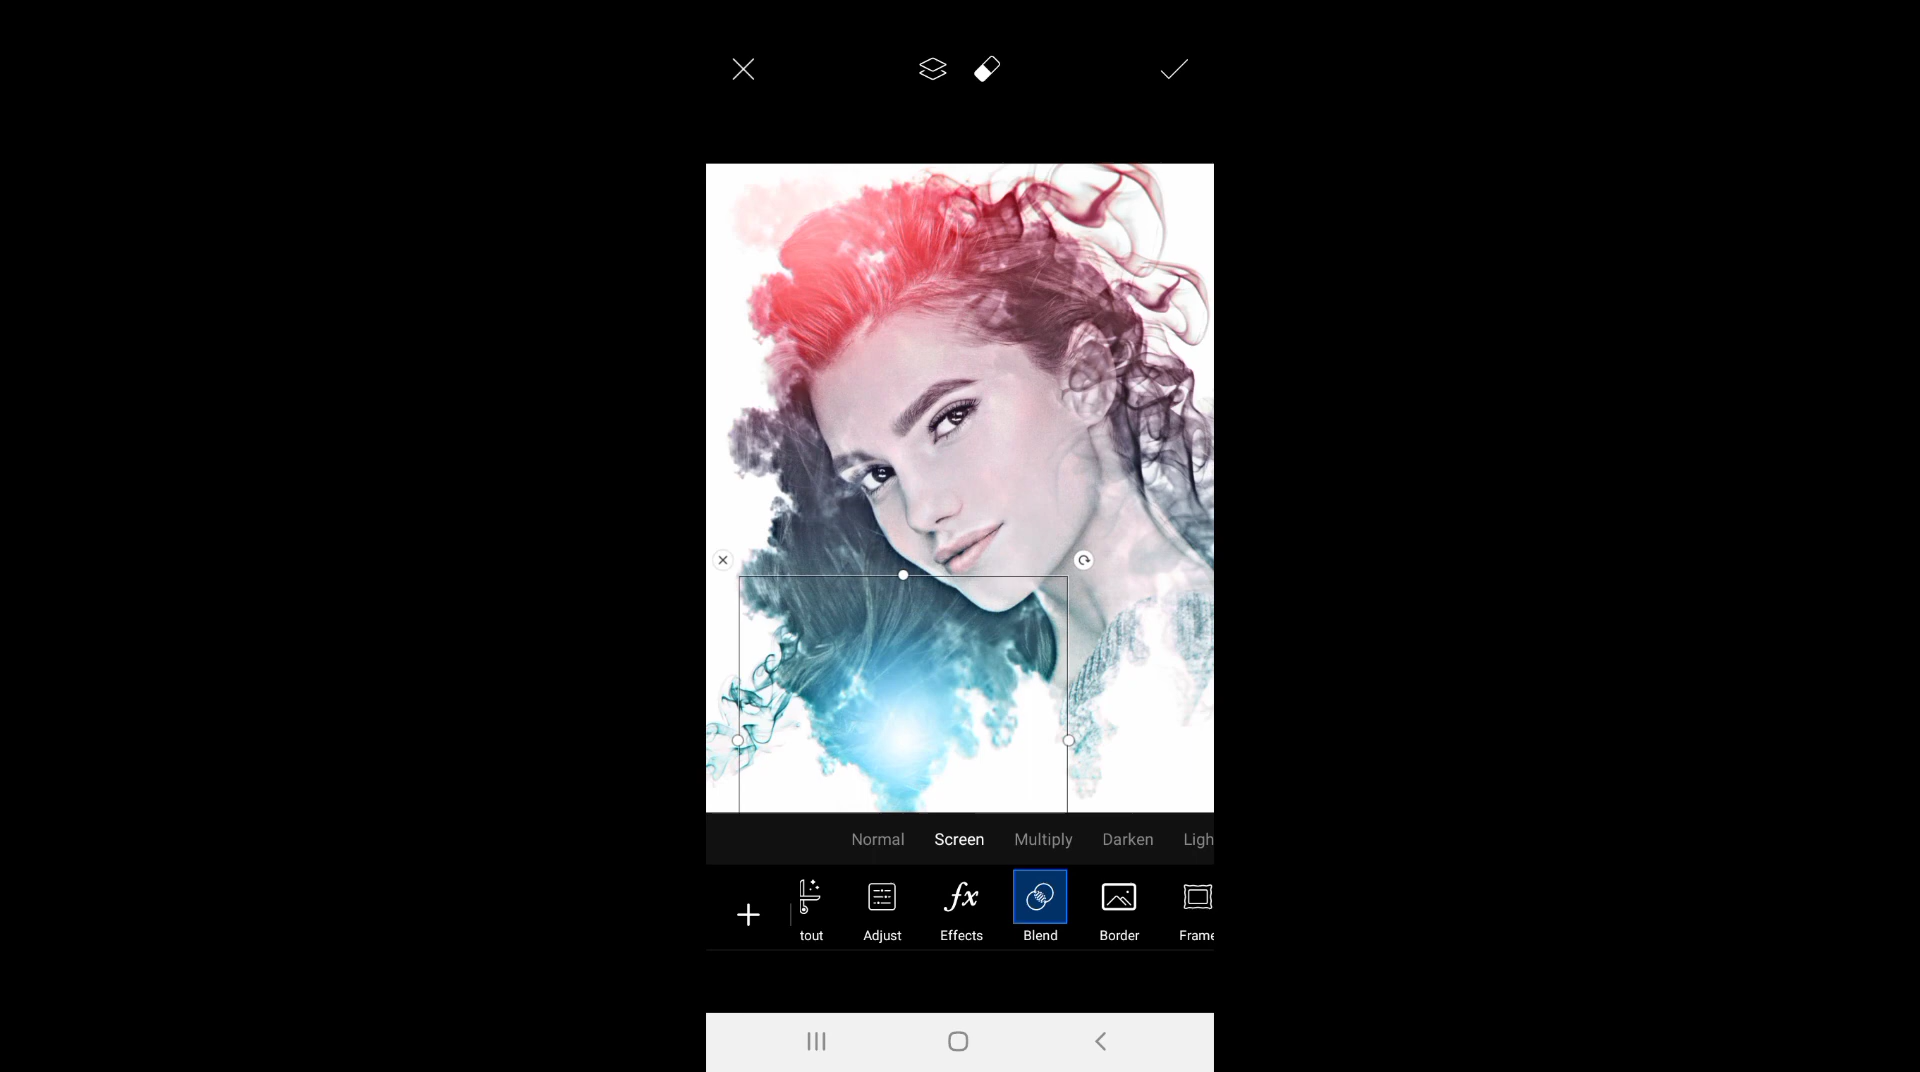 Normal Screen Multiply Darken Ligh
tout Adjust Effects Blend Border Frame